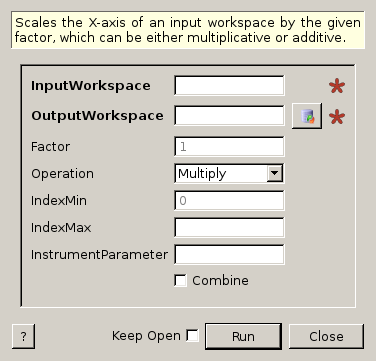 Scales the X-axis of an input workspace by the given
factor, which can be either multiplicative or additive.
InputWorkspace
OutputWorkspace
Factor 1
Operation Multiply
IndexMin 0
IndexMax
InstrumentParameter
Combine
? Keep Open Run Close